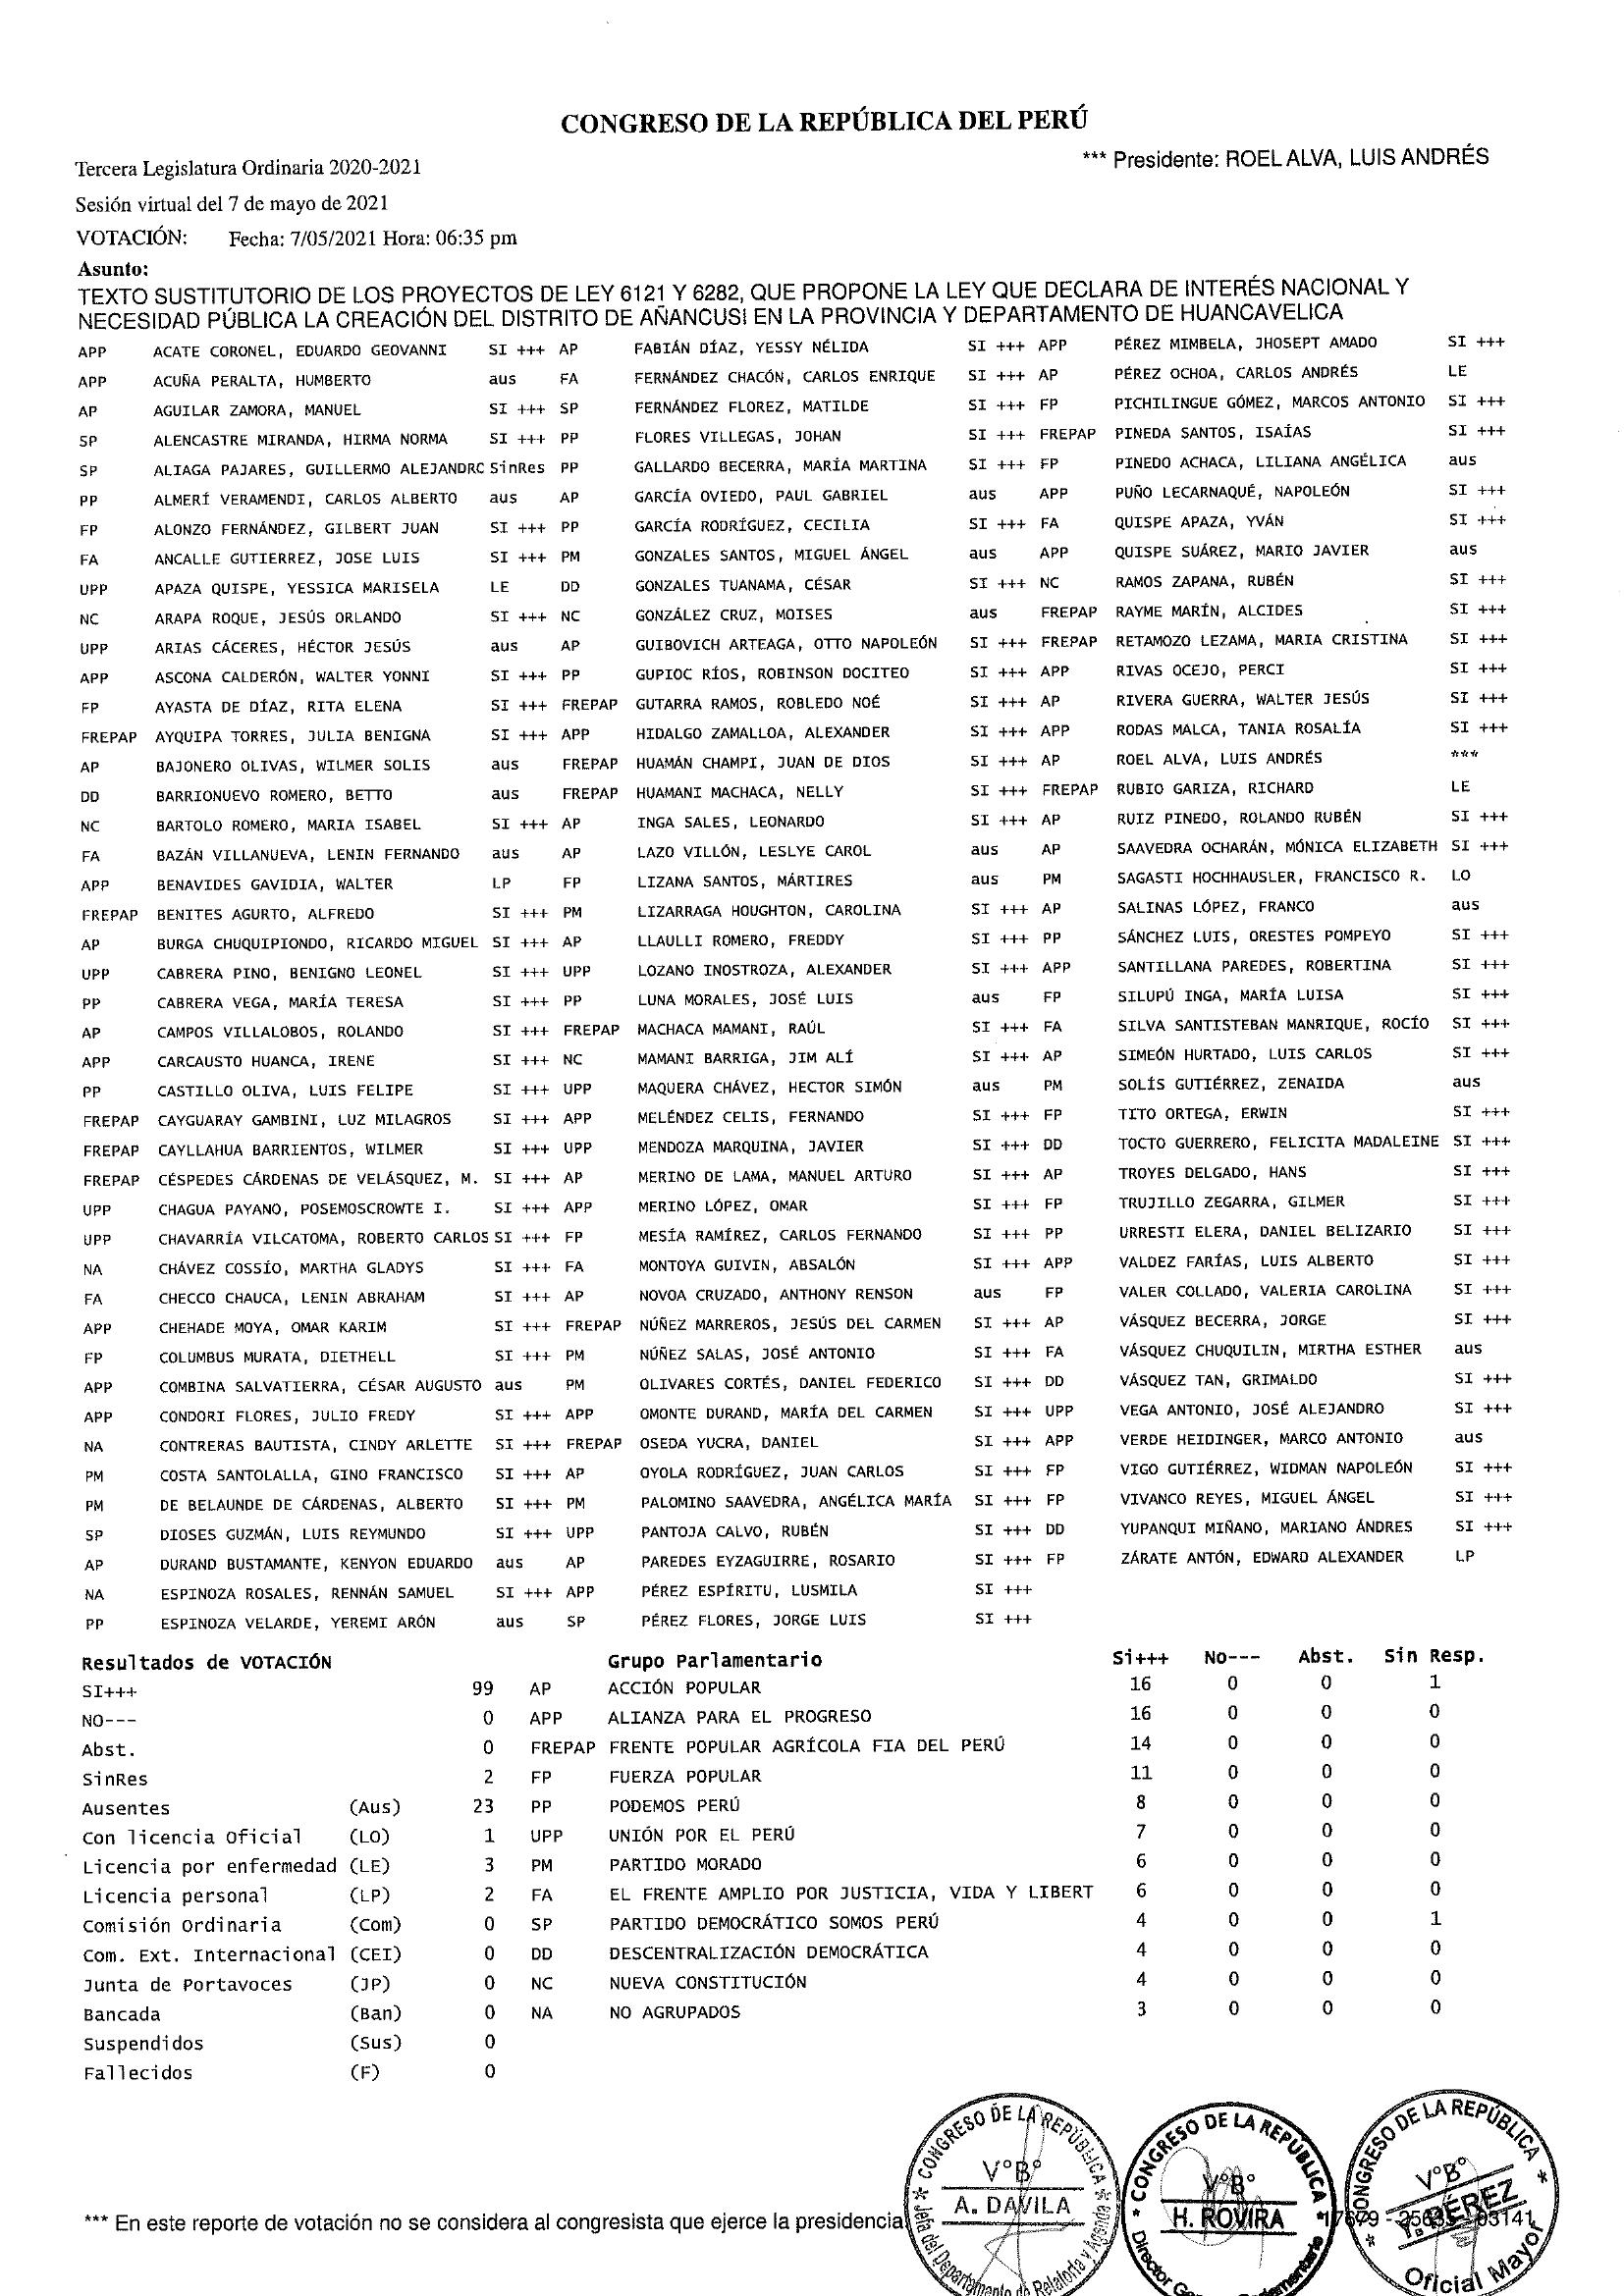 CONGRESO DE LA REPÚBLICA DEL PERÚ
Tercera Legislatura Ordinaria 2020-2021 *** Presidente: ROEL ALVA, LUIS ANDRÉS
Sesión virtual del 7 de mayo de 2021
VOTACIÓN: Fecha: 7/05/2021 Hora: 06:35 pm
Asunto:
TEXTO SUSTITUTORIO DE LOS PROYECTOS DE LEY 6121 Y 6282, QUE PROPONE LA LEY QUE DECLARA DE INTERÉS NACIONAL Y
NECESIDAD PÚBLICA LA CREACIÓN DEL DISTRITO DE AÑANCUSI EN LA PROVINCIA Y DEPARTAMENTO DE HUANCAVELICA
APP ACATE CORONEL, EDUARDO GEOVANNI SI +++ AP FABIÁN DÍAZ, YESSY NÉLIDA SI +++ APP PÉREZ MIMBELA, JHOSEPT AMADO SI +++
APP ACUÑA PERALTA, HUMBERTO aus FA FERNÁNDEZ CHACÓN, CARLOS ENRIQUE SI +++ AP PÉREZ OCHOA, CARLOS ANDRÉS LE
AP AGUILAR ZAMORA, MANUEL SI +++ SP FERNÁNDEZ FLOREZ, MATILDE SI +++ FP PICHILINGUE GÓMEZ, MARCOS ANTONIO SI +++
SP ALENCASTRE MIRANDA, HIRMA NORMA SI +++ PP FLORES VILLEGAS, JOHAN SI +++ FREPAP PINEDA SANTOS, ISAÍAS SI +++
SP ALIAGA PAJARES, GUILLERMO ALEJANDRO SinRes PP GALLARDO BECERRA, MARÍA MARTINA SI +++ FP PINEDO ACHACA, LILIANA ANGÉLICA aus
PP ALMERÍ VERAMENDI, CARLOS ALBERTO aus AP GARCÍA OVIEDO, PAUL GABRIEL aus APP PUÑO LECARNAQUÉ, NAPOLEÓN SI +++
FP ALONZO FERNÁNDEZ, GILBERT JUAN SI +++ PP GARCÍA RODRÍGUEZ, CECILIA SI +++ FA QUISPE APAZA, YVÁN SI +++
FA ANCALLE GUTIERREZ, JOSE LUIS SI +++ PM GONZALES SANTOS, MIGUEL ÁNGEL aus APP QUISPE SUÁREZ, MARIO JAVIER aus
UPP APAZA QUISPE, YESSICA MARISELA LE DD GONZALES TUANAMA, CÉSAR SI +++ NC RAMOS ZAPANA, RUBÉN SI +++
NC ARAPA ROQUE, JESÚS ORLANDO SI +++ NC GONZÁLEZ CRUZ, MOISES aus FREPAP RAYME MARÍN, ALCIDES SI +++
UPP ARIAS CÁCERES, HÉCTOR JESÚS aus AP GUIBOVICH ARTEAGA, OTTO NAPOLEÓN SI +++ FREPAP RETAMOZO LEZAMA, MARIA CRISTINA SI +++
APP ASCONA CALDERÓN, WALTER YONNI SI +++ PP GUPIOC RÍOS, ROBINSON DOCITEO SI +++ APP RIVAS OCEJO, PERCI SI +++
FP AYASTA DE DÍAZ, RITA ELENA SI +++ FREPAP GUTARRA RAMOS, ROBLEDO NOÉ SI +++ AP RIVERA GUERRA, WALTER JESÚS SI +++
FREPAP AYQUIPA TORRES, JULIA BENIGNA SI +++ APP HIDALGO ZAMALLOA, ALEXANDER SI +++ APP RODAS MALCA, TANIA ROSALÍA SI +++
AP BAJONERO OLIVAS, WILMER SOLIS aus FREPAP HUAMÁN CHAMPI, JUAN DE DIOS SI +++ AP ROEL ALVA, LUIS ANDRÉS ***
DD BARRIONUEVO ROMERO, BETTO aus FREPAP HUAMANI MACHACA, NELLY SI +++ FREPAP RUBIO GARIZA, RICHARD LE
NC BARTOLO ROMERO, MARIA ISABEL SI +++ AP INGA SALES, LEONARDO SI +++ AP RUIZ PINEDO, ROLANDO RUBÉN SI +++
FA BAZÁN VILLANUEVA, LENIN FERNANDO aus AP LAZO VILLÓN, LESLYE CAROL aus AP SAAVEDRA OCHARÁN, MÓNICA ELIZABETH SI +++
APP BENAVIDES GAVIDIA, WALTER LP FP LIZANA SANTOS, MÁRTIRES aus PM SAGASTI HOCHHAUSLER, FRANCISCO R. LO
FREPAP BENITES AGURTO, ALFREDO SI +++ PM LIZARRAGA HOUGHTON, CAROLINA SI +++ AP SALINAS LÓPEZ, FRANCO aus
AP BURGA CHUQUIPIONDO, RICARDO MIGUEL SI +++ AP LLAULLI ROMERO, FREDDY SI +++ PP SÁNCHEZ LUIS, ORESTES POMPEYO SI +++
UPP CABRERA PINO, BENIGNO LEONEL SI +++ UPP LOZANO INOSTROZA, ALEXANDER SI +++ APP SANTILLANA PAREDES, ROBERTINA SI +++
PP CABRERA VEGA, MARÍA TERESA SI +++ PP LUNA MORALES, JOSÉ LUIS aus FP SILUPÚ INGA, MARÍA LUISA SI +++
AP CAMPOS VILLALOBOS, ROLANDO SI +++ FREPAP MACHACA MAMANI, RAÚL SI +++ FA SILVA SANTISTEBAN MANRIQUE, ROCÍO SI +++
APP CARCAUSTO HUANCA, IRENE SI +++ NC MAMANI BARRIGA, JIM ALÍ SI +++ AP SIMEÓN HURTADO, LUIS CARLOS SI +++
PP CASTILLO OLIVA, LUIS FELIPE SI +++ UPP MAQUERA CHÁVEZ, HECTOR SIMÓN aus PM SOLÍS GUTIÉRREZ, ZENAIDA aus
FREPAP CAYGUARAY GAMBINI, LUZ MILAGROS SI +++ APP MELÉNDEZ CELIS, FERNANDO SI +++ FP TITO ORTEGA, ERWIN SI +++
FREPAP CAYLLAHUA BARRIENTOS, WILMER SI +++ UPP MENDOZA MARQUINA, JAVIER SI +++ DD TOCTO GUERRERO, FELICITA MADALEINE SI +++
FREPAP CÉSPEDES CÁRDENAS DE VELÁSQUEZ, M. SI +++ AP MERINO DE LAMA, MANUEL ARTURO SI +++ AP TROYES DELGADO, HANS SI +++
UPP CHAGUA PAYANO, POSEMOSCROWTE I. SI +++ APP MERINO LÓPEZ, OMAR SI +++ FP TRUJILLO ZEGARRA, GILMER SI +++
UPP CHAVARRÍA VILCATOMA, ROBERTO CARLOS SI +++ FP MESÍA RAMÍREZ, CARLOS FERNANDO SI +++ PP URRESTI ELERA, DANIEL BELIZARIO SI +++
NA CHÁVEZ COSSÍO, MARTHA GLADYS SI +++ FA MONTOYA GUIVIN, ABSALÓN SI +++ APP VALDEZ FARÍAS, LUIS ALBERTO SI +++
FA CHECCO CHAUCA, LENIN ABRAHAM SI +++ AP NOVOA CRUZADO, ANTHONY RENSON aus FP VALER COLLADO, VALERIA CAROLINA SI +++
APP CHEHADE MOYA, OMAR KARIM SI +++ FREPAP NÚÑEZ MARREROS, JESÚS DEL CARMEN SI +++ AP VÁSQUEZ BECERRA, JORGE SI +++
FP COLUMBUS MURATA, DIETHELL SI +++ PM NÚÑEZ SALAS, JOSÉ ANTONIO SI +++ FA VÁSQUEZ CHUQUILIN, MIRTHA ESTHER aus
APP COMBINA SALVATIERRA, CÉSAR AUGUSTO aus PM OLIVARES CORTÉS, DANIEL FEDERICO SI +++ DD VÁSQUEZ TAN, GRIMALDO SI +++
APP CONDORI FLORES, JULIO FREDY SI +++ APP OMONTE DURAND, MARÍA DEL CARMEN SI +++ UPP VEGA ANTONIO, JOSÉ ALEJANDRO SI +++
NA CONTRERAS BAUTISTA, CINDY ARLETTE SI +++ FREPAP OSEDA YUCRA, DANIEL SI +++ APP VERDE HEIDINGER, MARCO ANTONIO aus
PM COSTA SANTOLALLA, GINO FRANCISCO SI +++ AP OYOLA RODRÍGUEZ, JUAN CARLOS SI +++ FP VIGO GUTIÉRREZ, WIDMAN NAPOLEÓN SI +++
PM DE BELAUNDE DE CÁRDENAS, ALBERTO SI +++ PM PALOMINO SAAVEDRA, ANGÉLICA MARÍA SI +++ FP VIVANCO REYES, MIGUEL ÁNGEL SI +++
SP DIOSES GUZMÁN, LUIS REYMUNDO SI +++ UPP PANTOJA CALVO, RUBÉN SI +++ DD YUPANQUI MIÑANO, MARIANO ÁNDRES SI +++
AP DURAND BUSTAMANTE, KENYON EDUARDO aus AP PAREDES EYZAGUIRRE, ROSARIO SI +++ FP ZÁRATE ANTÓN, EDWARD ALEXANDER LP
NA ESPINOZA ROSALES, RENNÁN SAMUEL SI +++ APP PÉREZ ESPÍRITU, LUSMILA SI +++
PP ESPINOZA VELARDE, YEREMI ARÓN aus SP PÉREZ FLORES, JORGE LUIS SI +++
Resultados de VOTACIÓN Grupo Parlamentario Si+++ No--- Abst. Sin Resp.
SI+++ 99 AP ACCIÓN POPULAR 16 0 0 1
NO--- 0 APP ALIANZA PARA EL PROGRESO 16 0 0 0
Abst. 0 FREPAP FRENTE POPULAR AGRÍCOLA FIA DEL PERÚ 14 0 0 0
SinRes 2 FP FUERZA POPULAR 11 0 0 0
Ausentes (Aus) 23 PP PODEMOS PERÚ 8 0 0 0
Con licencia Oficial (LO) 1 UPP UNIÓN POR EL PERÚ 7 0 0 0
Licencia por enfermedad (LE) 3 PM PARTIDO MORADO 6 0 0 0
Licencia personal (LP) 2 FA EL FRENTE AMPLIO POR JUSTICIA, VIDA Y LIBERT 6 0 0 0
Comisión Ordinaria (Com) 0 SP PARTIDO DEMOCRÁTICO SOMOS PERÚ 4 0 0 1
Com. Ext. Internacional (CEI) 0 DD DESCENTRALIZACIÓN DEMOCRÁTICA 4 0 0 0
Junta de Portavoces (JP) 0 NC NUEVA CONSTITUCIÓN 4 0 0 0
Bancada (Ban) 0 NA NO AGRUPADOS 3 0 0 0
Suspendidos (Sus) 0
Fallecidos (F) 0
*** En este reporte de votación no se considera al congresista que ejerce la presidencia
* CONGRESO DE LA REPÚBLICA *
V°B°
A. DAVILA
Jefa del Departamento de Relatoría y Agenda
* CONGRESO DE LA REPÚBLICA *
V°B°
H. ROVIRA
Director
* CONGRESO DE LA REPÚBLICA *
V°B°
Y. PÉREZ
Oficial Mayor